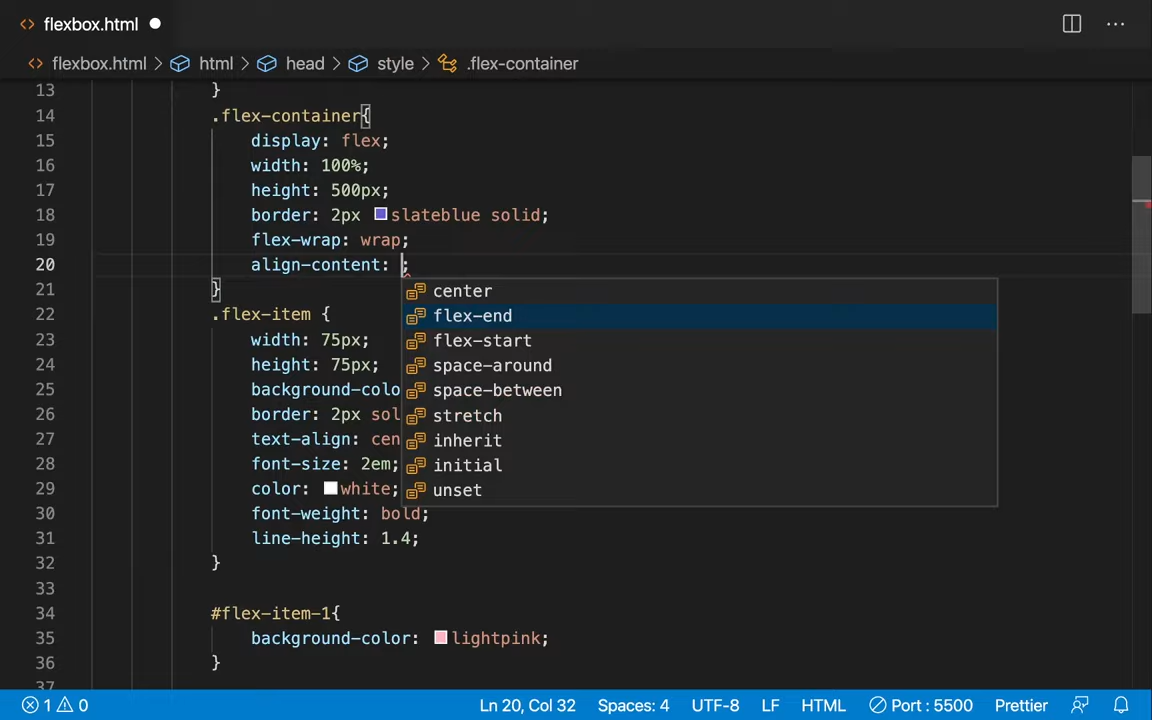 flexbox.html
flexbox.html > html > head > style > .flex-container
13 }
14 .flex-container{
15 display: flex;
16 width: 100%;
17 height: 500px;
18 border: 2px slateblue solid;
19 flex-wrap: wrap;
20 align-content: ;
21 }
center
22 .flex-item {
flex-end
23 width: 75px;
flex-start
24 height: 75px;
space-around
25 background-colo
space-between
26 border: 2px sol
stretch
27 text-align: cen
inherit
28 font-size: 2em;
initial
29 color: white;
unset
30 font-weight: bold;
31 line-height: 1.4;
32 }
33
34 #flex-item-1{
35 background-color: lightpink;
36 }
37
1 0 Ln 20, Col 32 Spaces: 4 UTF-8 LF HTML Port : 5500 Prettier